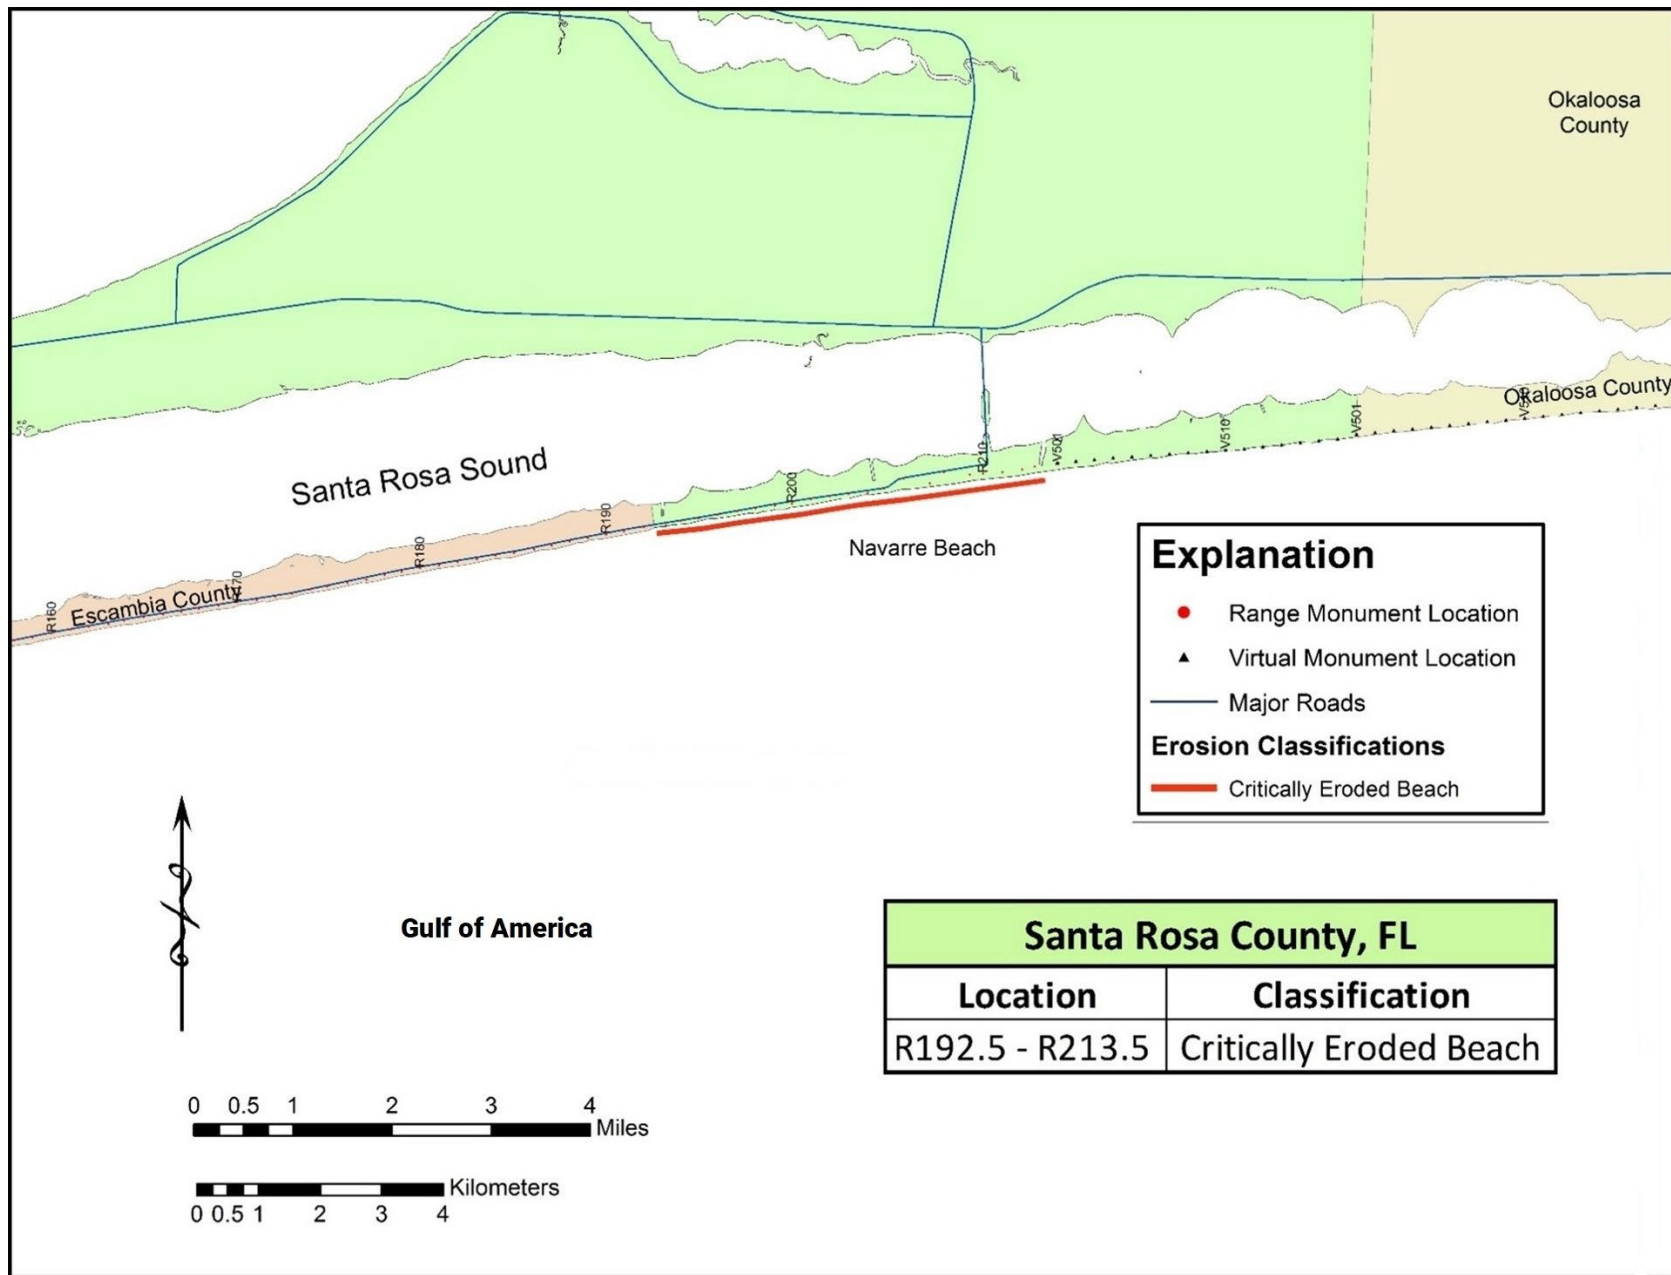 Okaloosa
County
Okaloosa County
V501
V510
V501
R210
R200
R190
R180
R160
Santa Rosa Sound
Escambia County
Navarre Beach
Explanation
Range Monument Location
Virtual Monument Location
Major Roads
Erosion Classifications
Critically Eroded Beach
Gulf of America
Santa Rosa County, FL
Location Classification
R192.5 - R213.5 Critically Eroded Beach
0 0.5 1 2 3 4
Miles
Kilometers
0 0.5 1 2 3 4